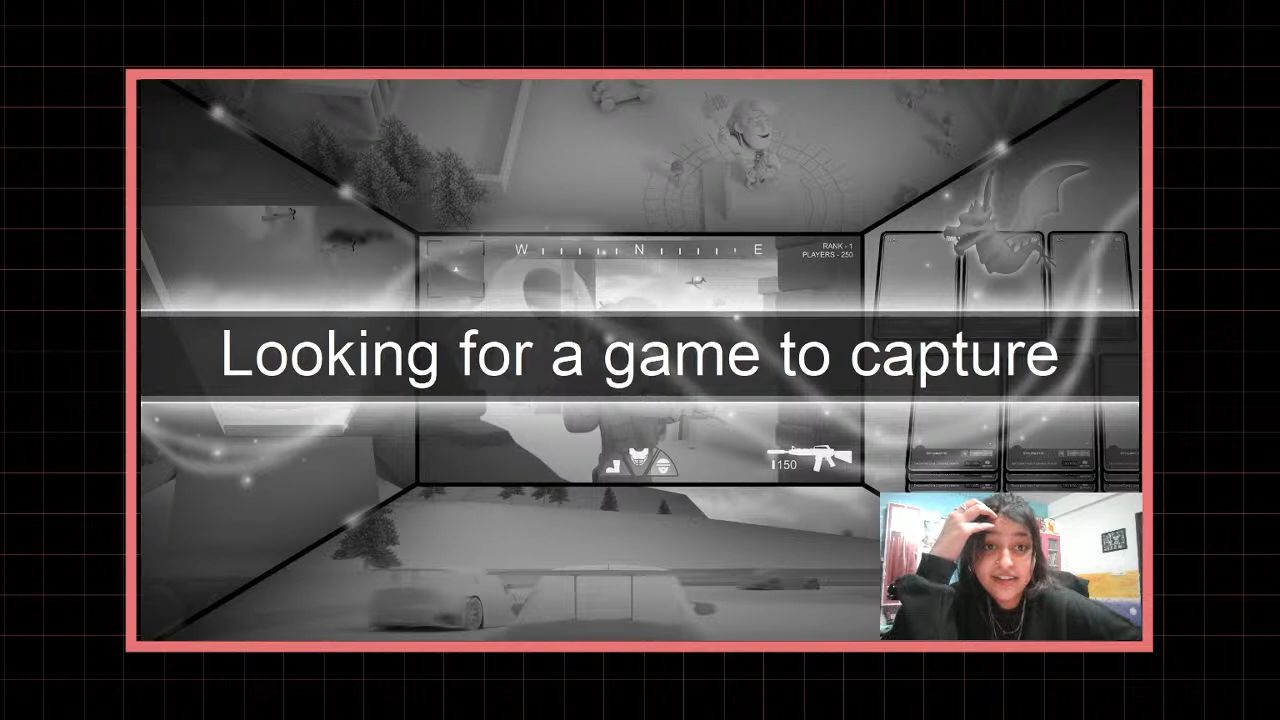 W N E
RANK - 1
PLAYERS - 250
Looking for a game to capture
150